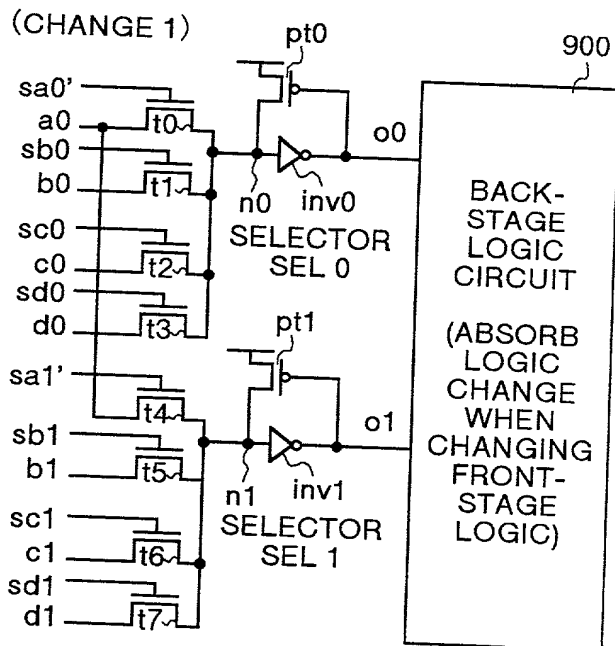 (CHANGE 1)
pt0
900
sa0'
a0
t0
o0
sb0
b0
t1
n0
inv0
sc0
c0
t2
SELECTOR
SEL 0
sd0
d0
t3
pt1
sa1'
t4
o1
sb1
b1
t5
n1
inv1
sc1
c1
t6
SELECTOR
SEL 1
sd1
d1
t7
BACK-
STAGE
LOGIC
CIRCUIT
(ABSORB
LOGIC
CHANGE
WHEN
CHANGING
FRONT-
STAGE
LOGIC)